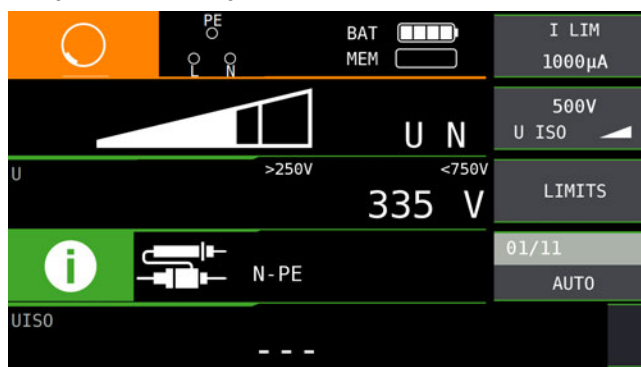 PE
L N
BAT
MEM
I LIM
1000µA
U N
500V
U ISO
U >250V <750V
335 V
LIMITS
i N-PE
01/11
AUTO
UISO
---